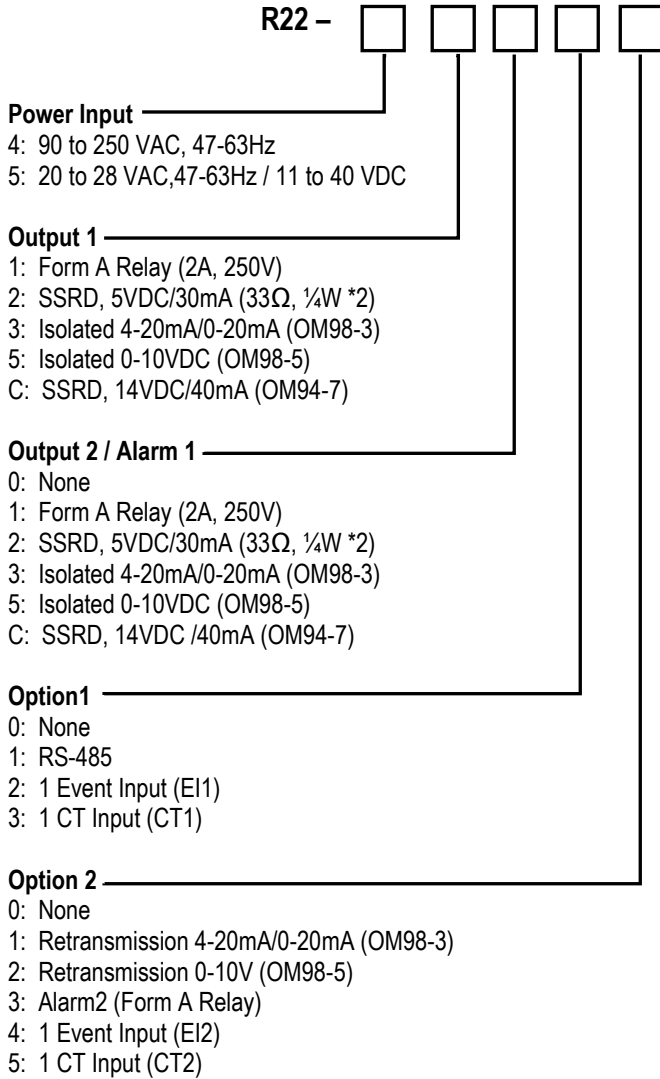 R22 –
Power Input
4: 90 to 250 VAC, 47-63Hz
5: 20 to 28 VAC,47-63Hz / 11 to 40 VDC
Output 1
1: Form A Relay (2A, 250V)
2: SSRD, 5VDC/30mA (33Ω, ¼W *2)
3: Isolated 4-20mA/0-20mA (OM98-3)
5: Isolated 0-10VDC (OM98-5)
C: SSRD, 14VDC/40mA (OM94-7)
Output 2 / Alarm 1
0: None
1: Form A Relay (2A, 250V)
2: SSRD, 5VDC/30mA (33Ω, ¼W *2)
3: Isolated 4-20mA/0-20mA (OM98-3)
5: Isolated 0-10VDC (OM98-5)
C: SSRD, 14VDC /40mA (OM94-7)
Option1
0: None
1: RS-485
2: 1 Event Input (EI1)
3: 1 CT Input (CT1)
Option 2
0: None
1: Retransmission 4-20mA/0-20mA (OM98-3)
2: Retransmission 0-10V (OM98-5)
3: Alarm2 (Form A Relay)
4: 1 Event Input (EI2)
5: 1 CT Input (CT2)